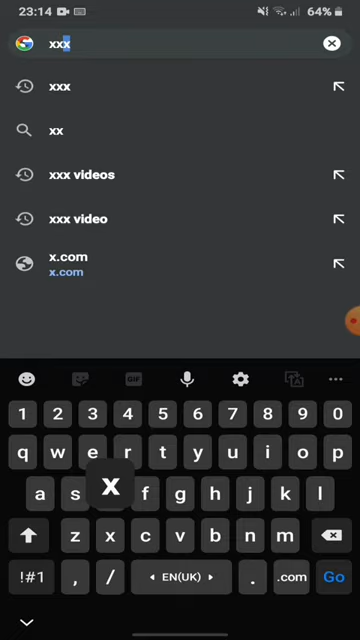 23:14 64%
xxx
xxx
xx
xxx videos
xxx video
x.com
x.com
GIF
1 2 3 4 5 6 7 8 9 0
q w e r t y u i o p
a s x f g h j k l
z x c v b n m
!#1 , / EN(UK) . .com Go